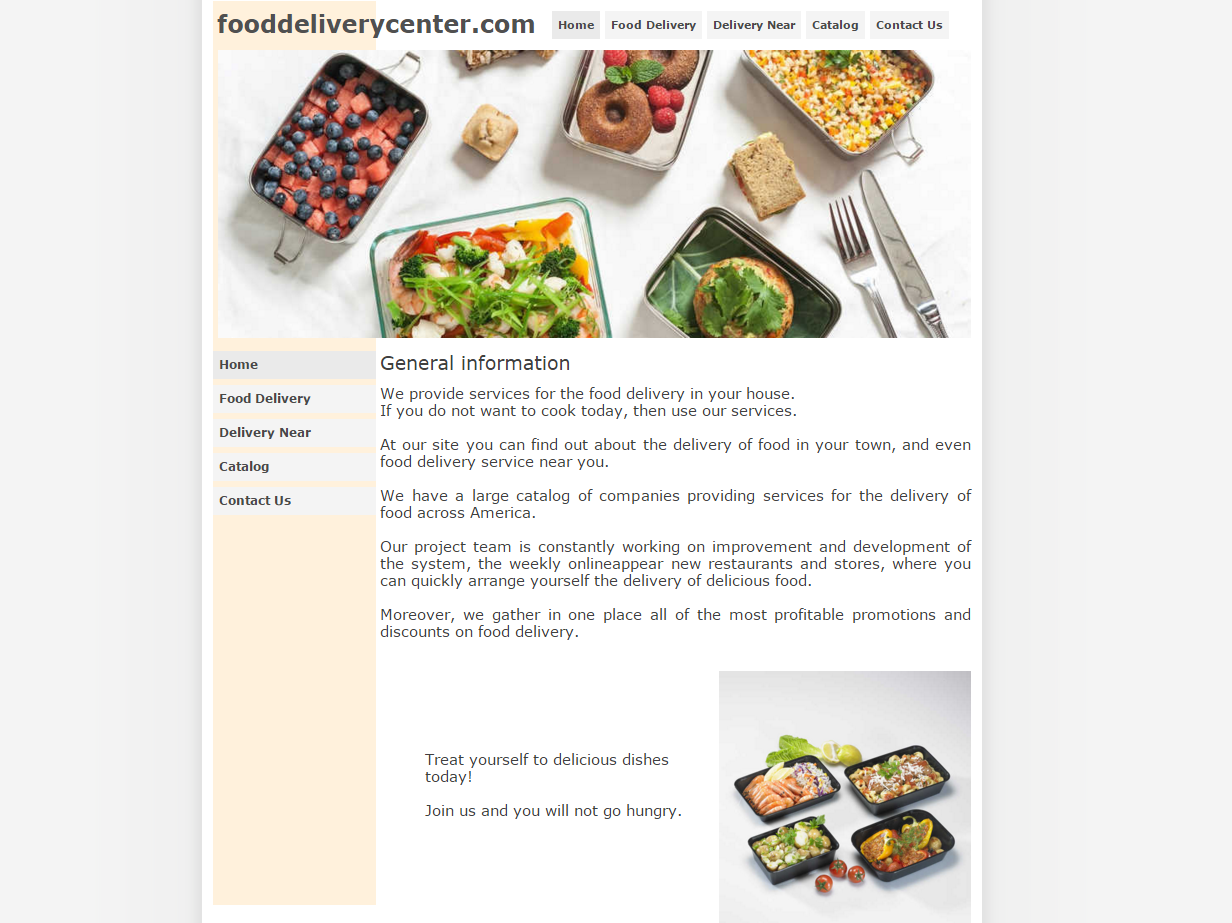 fooddeliverycenter.com
Home
Food Delivery
Delivery Near
Catalog
Contact Us
Home
Food Delivery
Delivery Near
Catalog
Contact Us
General information
We provide services for the food delivery in your house.
If you do not want to cook today, then use our services.
At our site you can find out about the delivery of food in your town, and even
food delivery service near you.
We have a large catalog of companies providing services for the delivery of
food across America.
Our project team is constantly working on improvement and development of
the system, the weekly onlineappear new restaurants and stores, where you
can quickly arrange yourself the delivery of delicious food.
Moreover, we gather in one place all of the most profitable promotions and
discounts on food delivery.
Treat yourself to delicious dishes
today!
Join us and you will not go hungry.